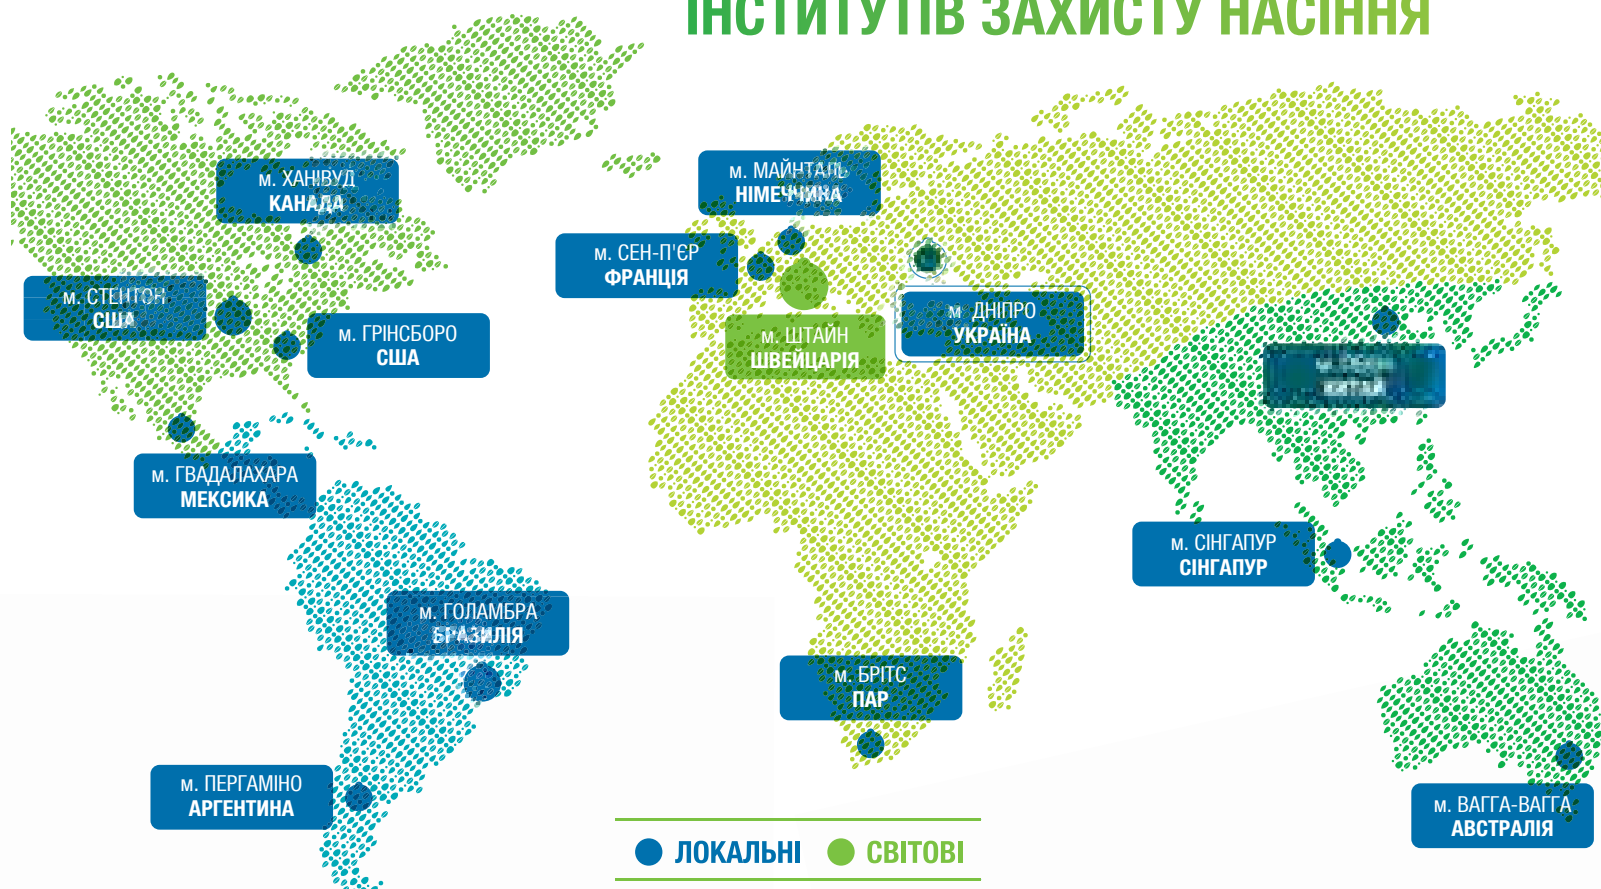 ІНСТИТУТІВ ЗАХИСТУ НАСІННЯ
м. ХАНІВУД
КАНАДА
м. МАЙНТАЛЬ
НІМЕЧЧИНА
м. СЕН-П'ЄР
ФРАНЦІЯ
м. СТЕНТОН
США
м. ГРІНСБОРО
США
м. ШТАЙН
ШВЕЙЦАРІЯ
м ДНІПРО
УКРАЇНА
КИТАЙ
м. ГВАДАЛАХАРА
МЕКСИКА
м. СІНГАПУР
СІНГАПУР
м. ГОЛАМБРА
БРАЗИЛІЯ
м. БРІТС
ПАР
м. ПЕРГАМІНО
АРГЕНТИНА
м. ВАГГА-ВАГГА
АВСТРАЛІЯ
ЛОКАЛЬНІ СВІТОВІ